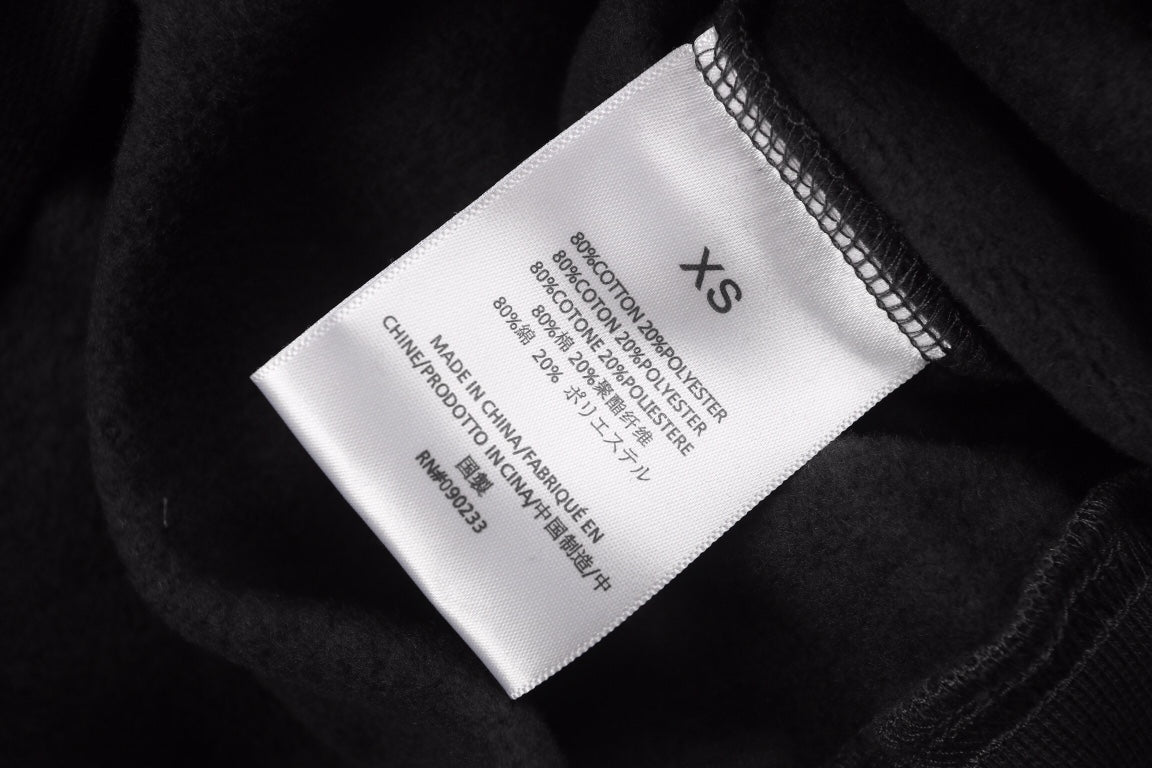 XS
80%COTTON 20%POLYESTER
80%COTON 20%POLYESTER
80%COTONE 20%POLIESTERE
80%棉 20%聚酯纤维
80%綿 20% ポリエステル
MADE IN CHINA/FABRIQUÉ EN
CHINE/PRODOTTO IN CINA/中国制造/中
国製
RN#090233